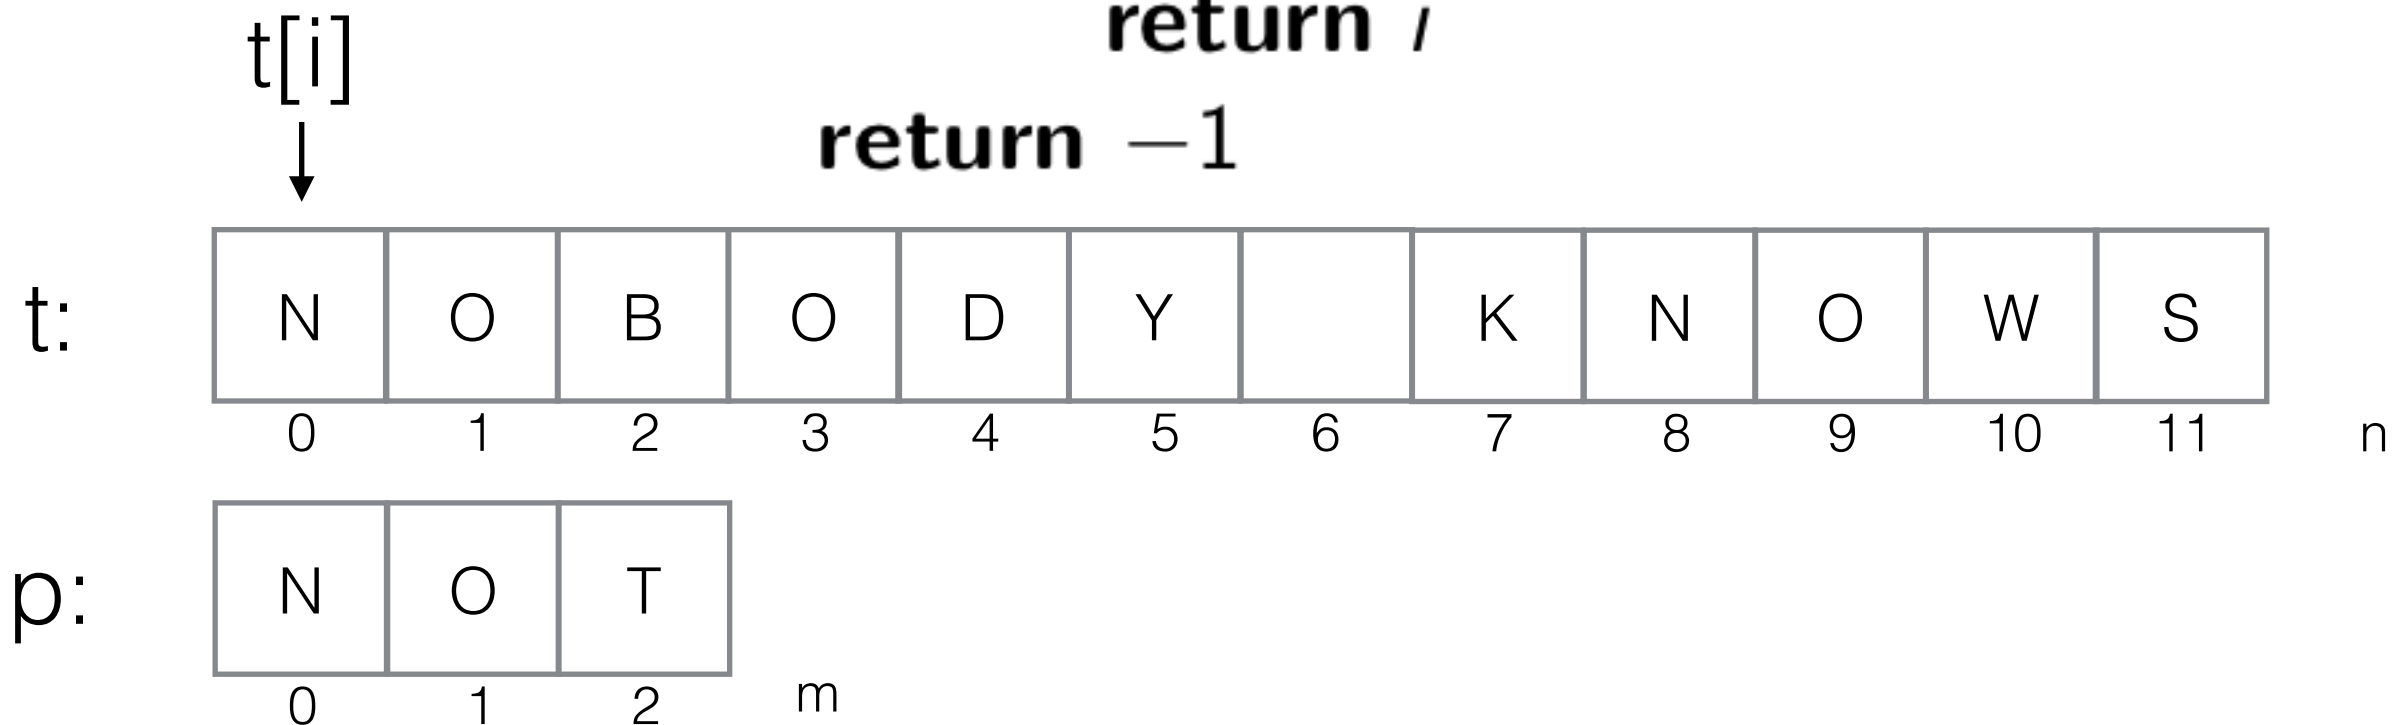 return i
t[i]
return −1
t: N O B O D Y K N O W S
0 1 2 3 4 5 6 7 8 9 10 11 n
p: N O T
0 1 2 m